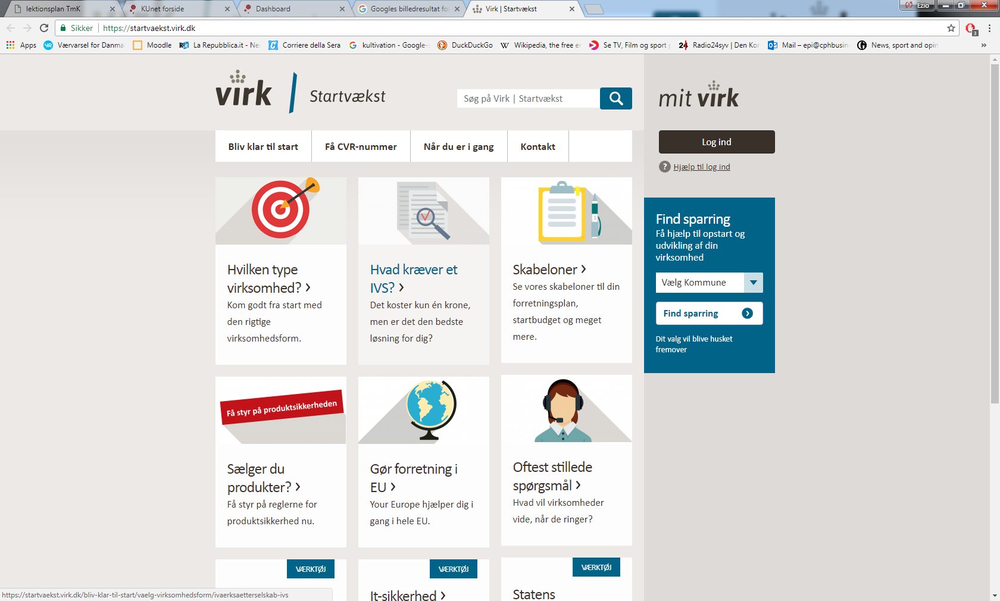 lektionsplan TmK
KUnet forside
Dashboard
Googles billedresultat fo
Virk | Startvækst
Ezio
Sikker
https://startvaekst.virk.dk
3
Apps
Værvarsel for Danma
Moodle
La Repubblica.it - Ne
Corriere della Sera
kultivation - Google-
DuckDuckGo
Wikipedia, the free e
Se TV, Film og sport
Radio24syv | Den Ko
Mail – epi@cphbusin
News, sport and opin
virk
Startvækst
Søg på Virk | Startvækst
mit virk
Bliv klar til start
Få CVR-nummer
Når du er i gang
Kontakt
Log ind
? Hjælp til log ind
Hvilken type
virksomhed? ›
Kom godt fra start med
den rigtige
virksomhedsform.
Hvad kræver et
IVS? ›
Det koster kun én krone,
men er det den bedste
løsning for dig?
Skabeloner ›
Se vores skabeloner til din
forretningsplan,
startbudget og meget
mere.
Find sparring
Få hjælp til opstart og
udvikling af din
virksomhed
Vælg Kommune
Find sparring
Dit valg vil blive husket
fremover
Få styr på produktsikkerheden
Sælger du
produkter? ›
Få styr på reglerne for
produktsikkerhed nu.
Gør forretning i
EU ›
Your Europe hjælper dig i
gang i hele EU.
Oftest stillede
spørgsmål ›
Hvad vil virksomheder
vide, når de ringer?
VÆRKTØJ
VÆRKTØJ
It-sikkerhed ›
VÆRKTØJ
Statens
https://startvaekst.virk.dk/bliv-klar-til-start/vaelg-virksomhedsform/ivaerksaetterselskab-ivs